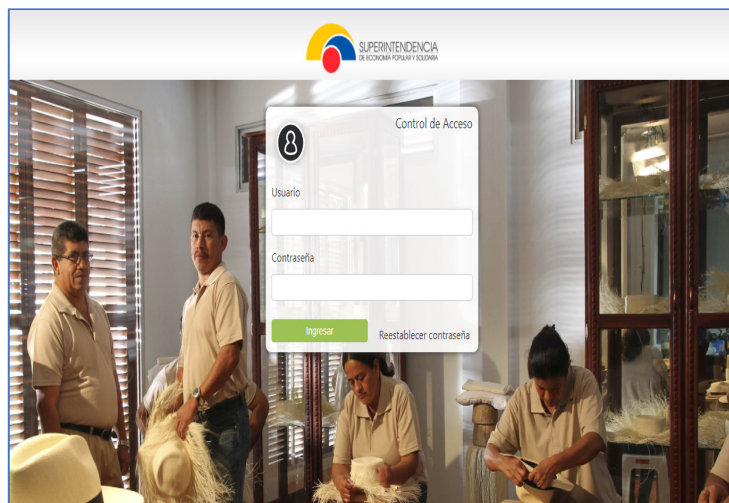 SUPERINTENDENCIA
DE ECONOMÍA POPULAR Y SOLIDARIA
Control de Acceso
Usuario
Contraseña
Ingresar
Reestablecer contraseña